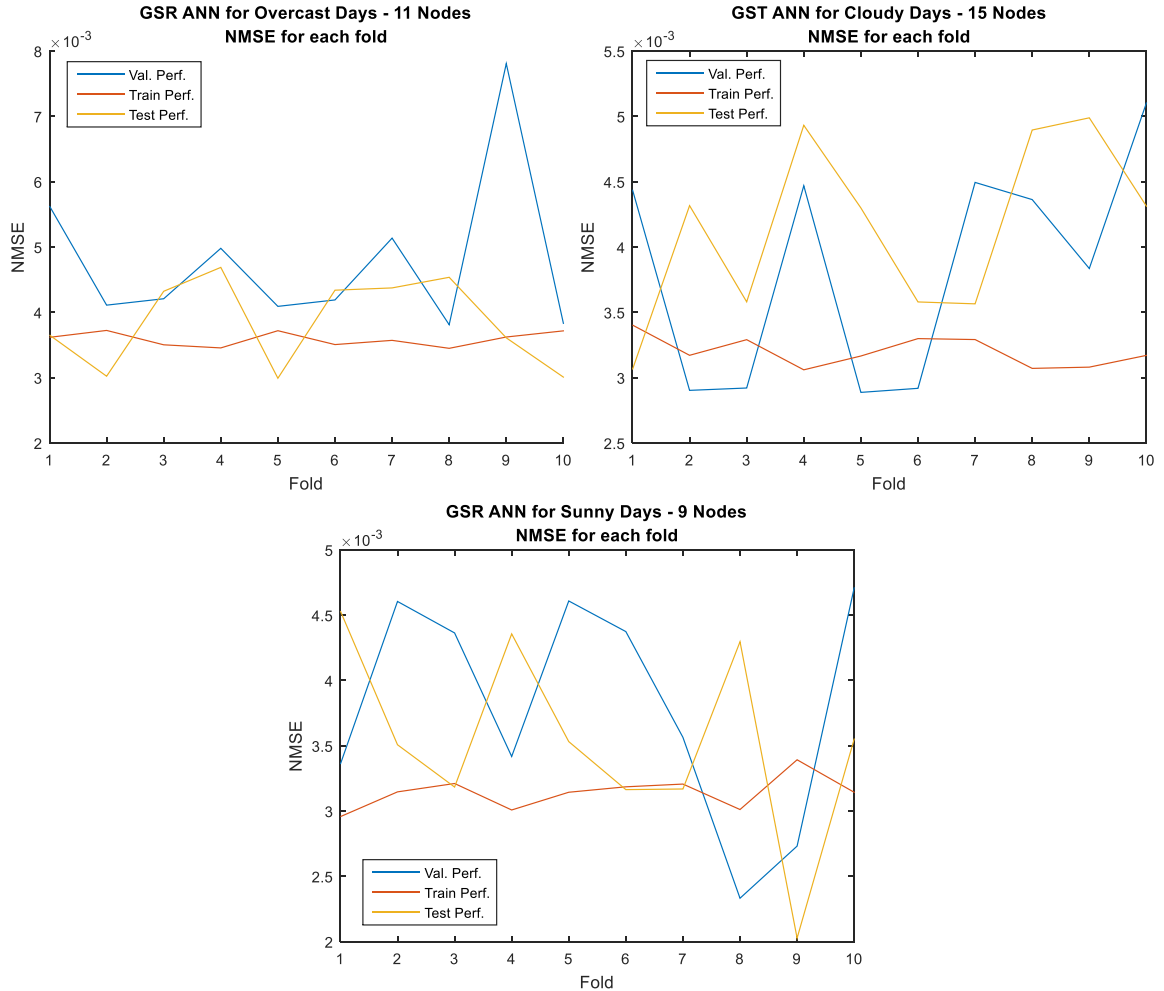 GSR ANN for Overcast Days - 11 Nodes
NMSE for each fold
×10⁻³
8
7
6
5
4
3
2
NMSE
Val. Perf.
Train Perf.
Test Perf.
1 2 3 4 5 6 7 8 9 10
Fold
GST ANN for Cloudy Days - 15 Nodes
NMSE for each fold
×10⁻³
5.5
5
4.5
4
3.5
3
2.5
NMSE
Val. Perf.
Train Perf.
Test Perf.
1 2 3 4 5 6 7 8 9 10
Fold
GSR ANN for Sunny Days - 9 Nodes
NMSE for each fold
×10⁻³
5
4.5
4
3.5
3
2.5
2
NMSE
Val. Perf.
Train Perf.
Test Perf.
1 2 3 4 5 6 7 8 9 10
Fold